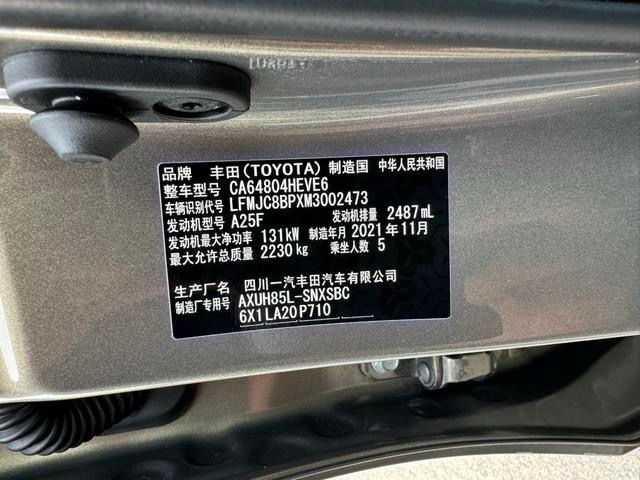 品牌 丰田(TOYOTA) 制造国 中华人民共和国
整车型号 CA64804HEVE6
车辆识别代号 LFMJC8BPXM3002473
发动机型号 A25F 发动机排量 2487mL
发动机最大净功率 131kW 制造年月 2021年11月
最大允许总质量 2230kg 乘坐人数 5
生产厂名 四川一汽丰田汽车有限公司
制造厂专用号 AXUH85L-SNXSBC
6X1LA20P710